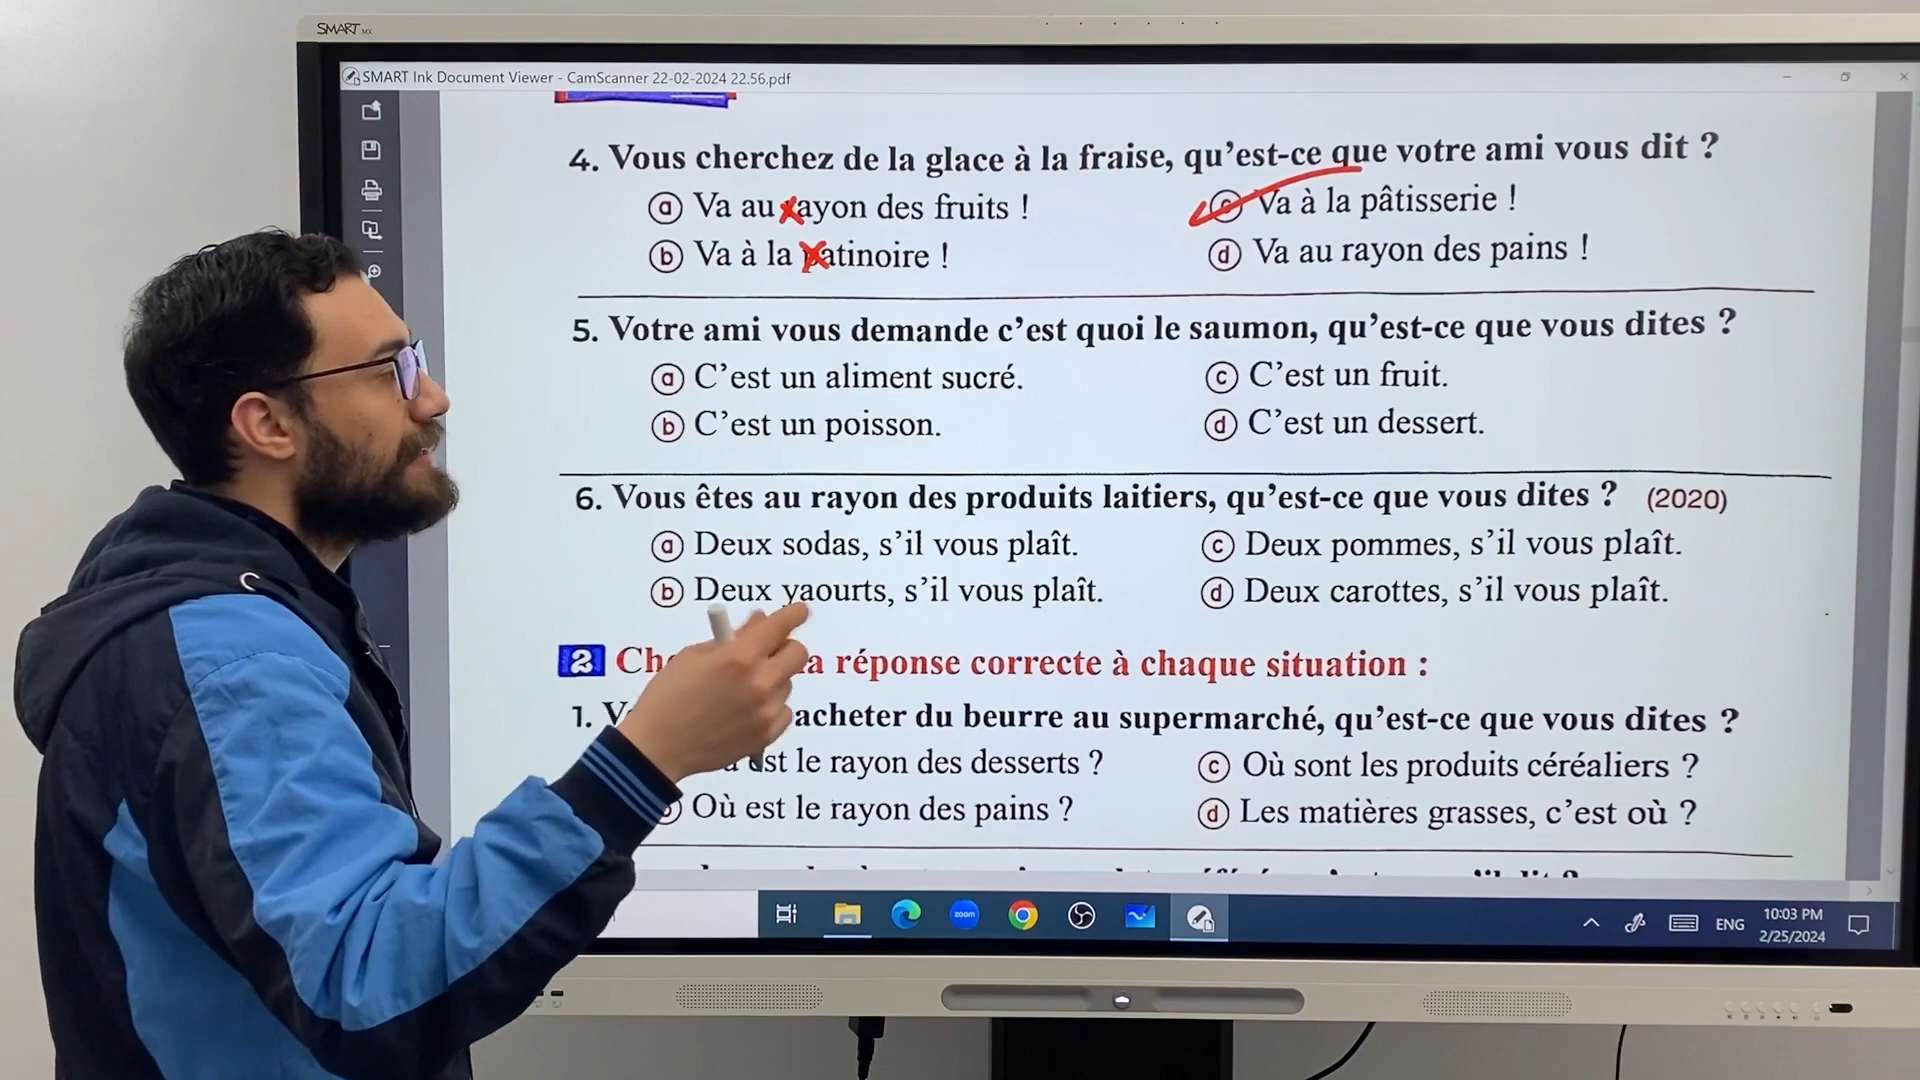 SMART MX
SMART Ink Document Viewer - CamScanner 22-02-2024 22.56.pdf
4. Vous cherchez de la glace à la fraise, qu'est-ce que votre ami vous dit ?
a Va au rayon des fruits !
c Va à la pâtisserie !
b Va à la patinoire !
d Va au rayon des pains !
5. Votre ami vous demande c'est quoi le saumon, qu'est-ce que vous dites ?
a C'est un aliment sucré.
c C'est un fruit.
b C'est un poisson.
d C'est un dessert.
6. Vous êtes au rayon des produits laitiers, qu'est-ce que vous dites ? (2020)
a Deux sodas, s'il vous plaît.
c Deux pommes, s'il vous plaît.
b Deux yaourts, s'il vous plaît.
d Deux carottes, s'il vous plaît.
2 réponse correcte à chaque situation :
1. acheter du beurre au supermarché, qu'est-ce que vous dites ?
est le rayon des desserts ?
c Où sont les produits céréaliers ?
Où est le rayon des pains ?
d Les matières grasses, c'est où ?
zoom
ENG
10:03 PM
2/25/2024